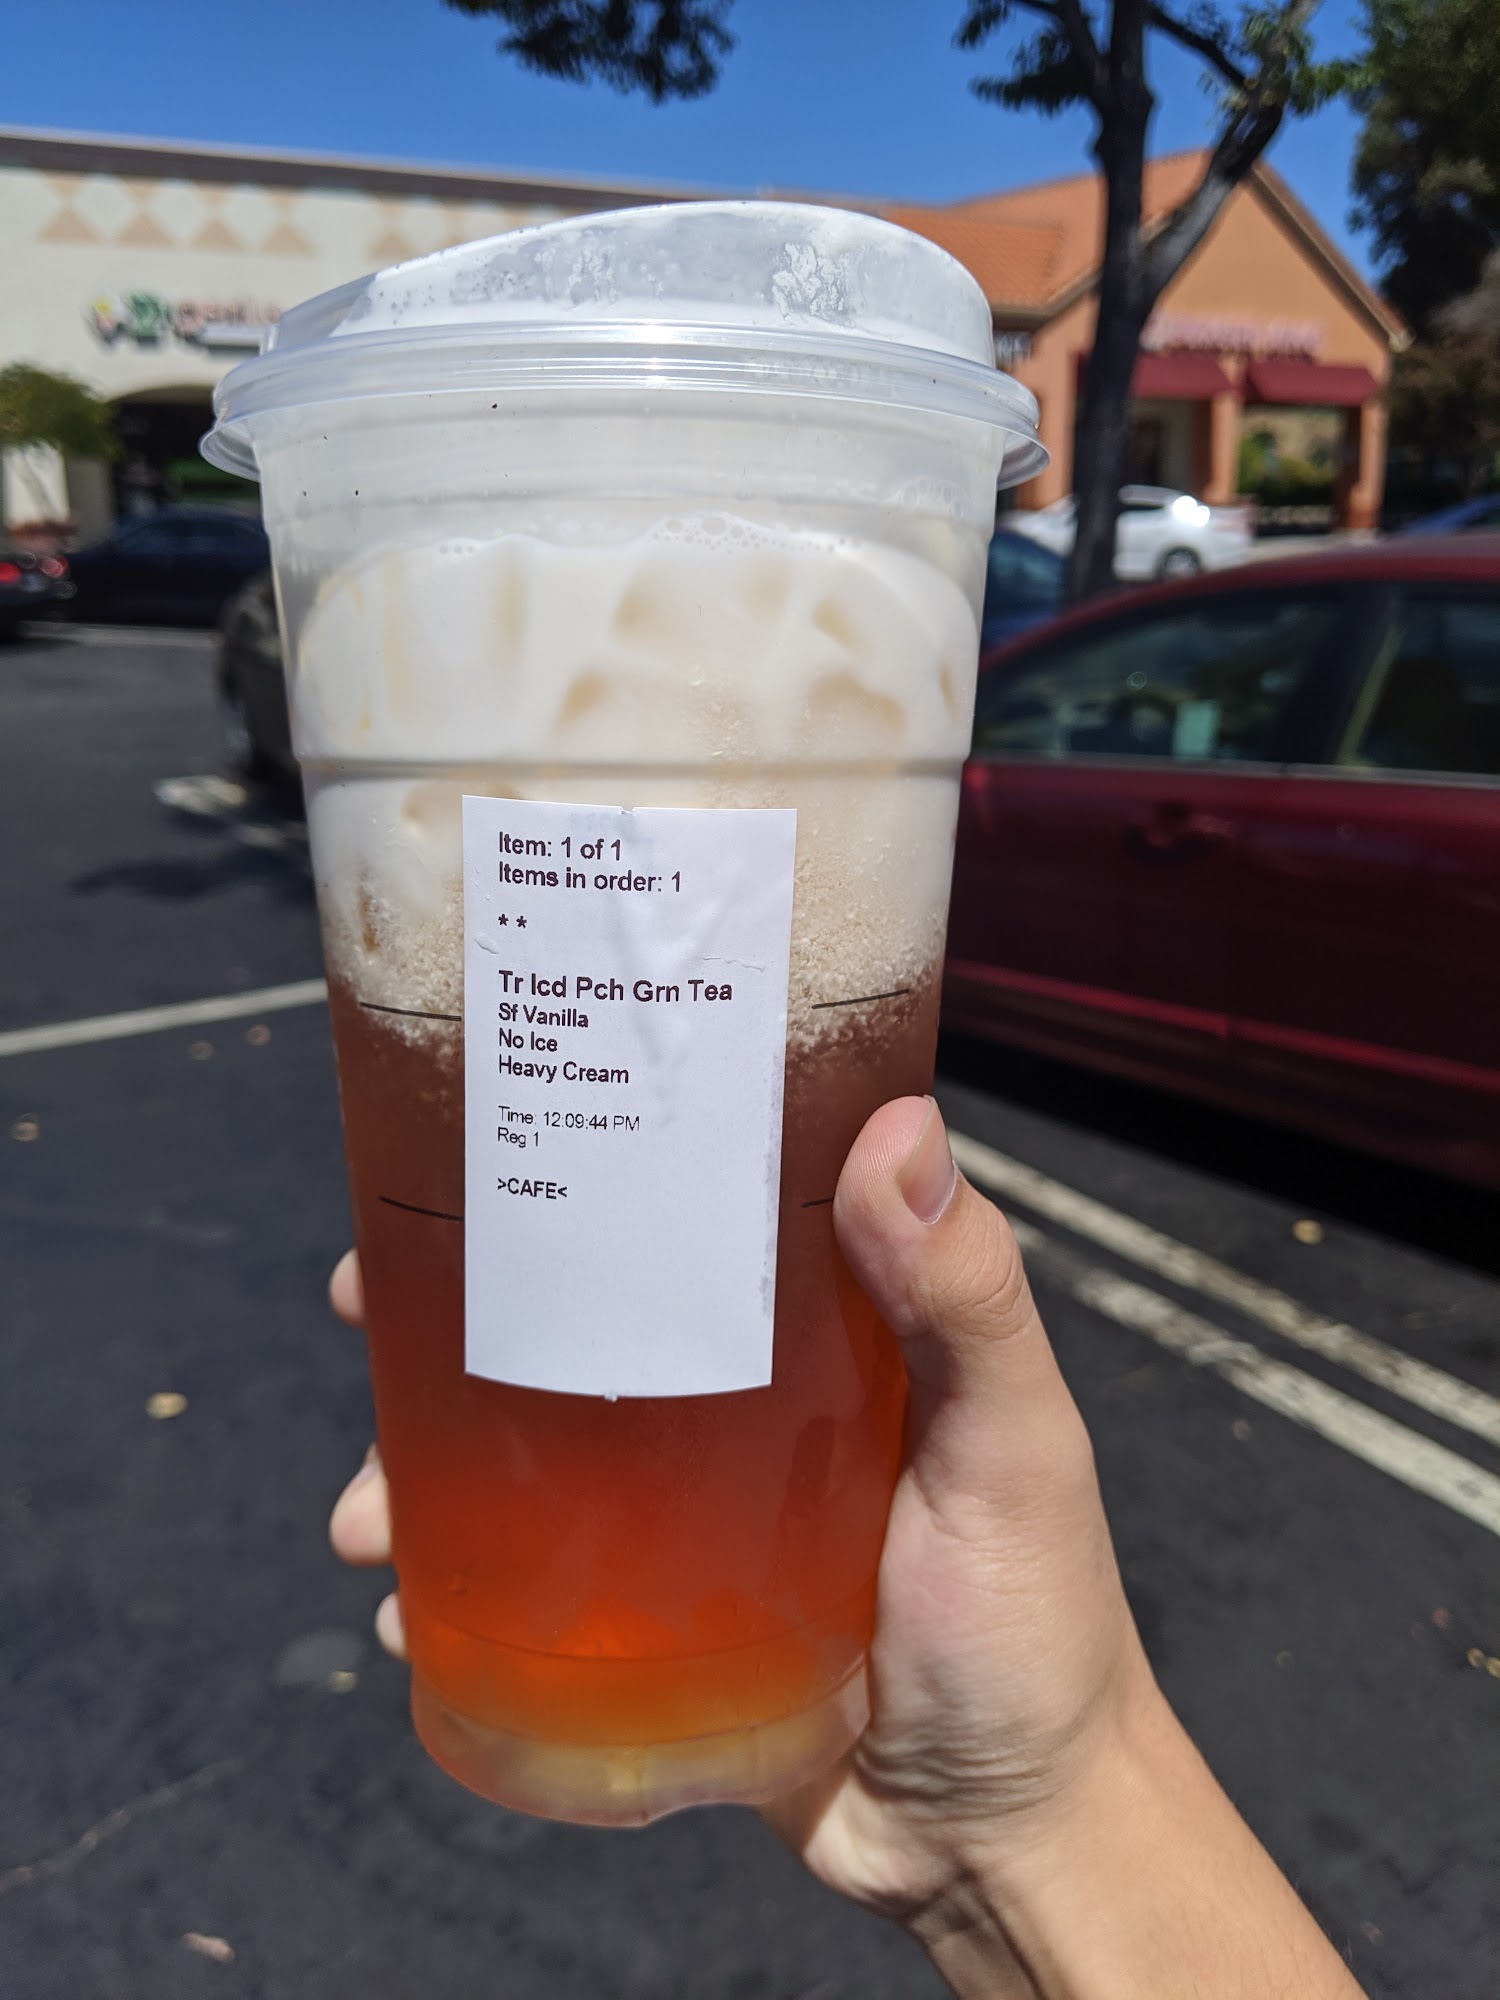 Item: 1 of 1
Items in order: 1
* *
Tr Icd Pch Grn Tea
Sf Vanilla
No Ice
Heavy Cream
Time: 12:09:44 PM
Reg 1
>CAFE<